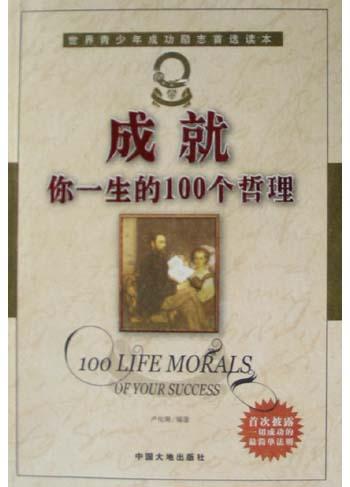 世界青少年成功励志首选读本
成就
你一生的100个哲理
100 LIFE MORALS
OF YOUR SUCCESS
编著
首次披露
一切成功的
最简单法则
中国大地出版社